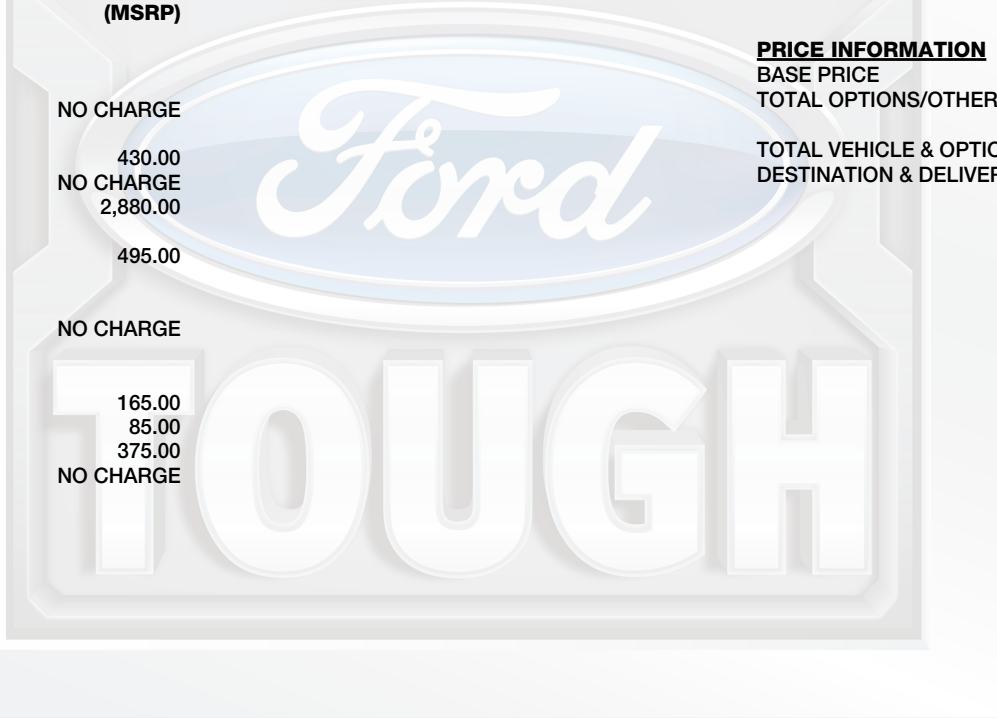 (MSRP)
NO CHARGE
430.00
NO CHARGE
2,880.00
495.00
NO CHARGE
165.00
85.00
375.00
NO CHARGE
PRICE INFORMATION
BASE PRICE
TOTAL OPTIONS/OTHER
TOTAL VEHICLE & OPTIO
DESTINATION & DELIVER
Ford
TOUGH